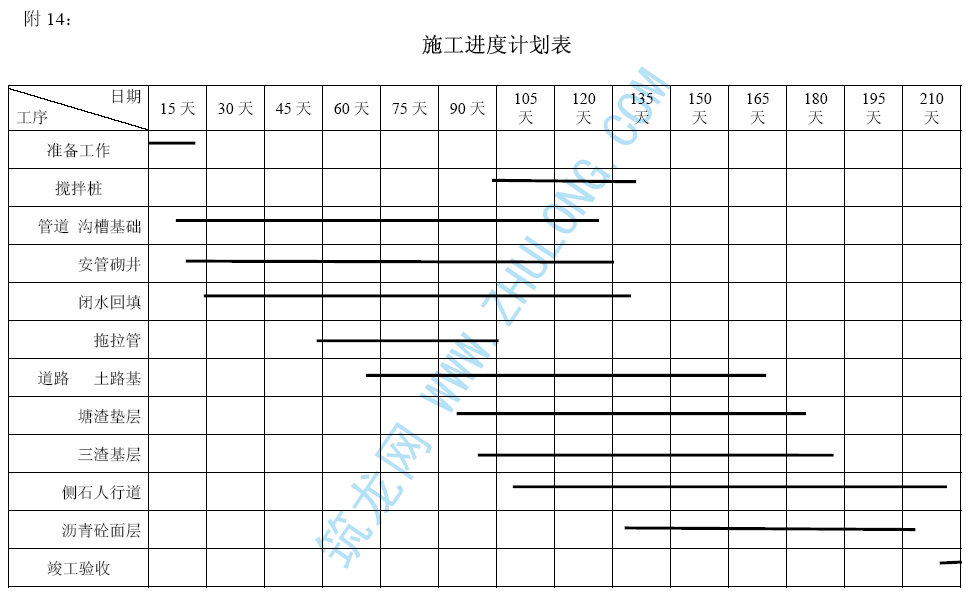 附 14：
施工进度计划表
日期
工序
15 天 30 天 45 天 60 天 75 天 90 天 105 天 120 天 135 天 150 天 165 天 180 天 195 天 210 天
准备工作
搅拌桩
管道 沟槽基础
安管砌井
闭水回填
拖拉管
道路 土路基
塘渣垫层
三渣基层
侧石人行道
沥青砼面层
竣工验收
筑龙网 WWW.ZHULONG.COM